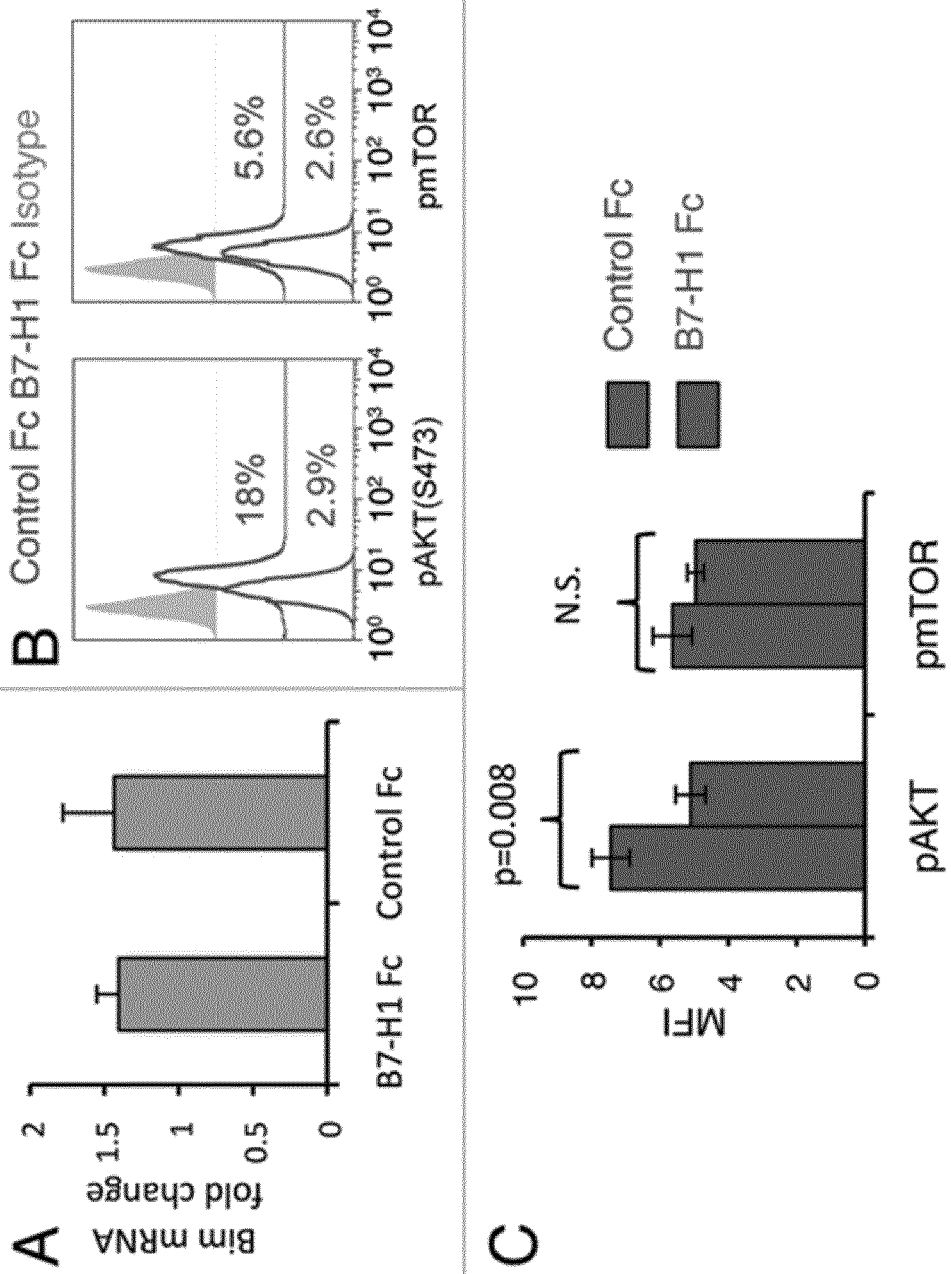 A
Bim mRNA
fold change
2
1.5
1
0.5
0
B7-H1 Fc Control Fc
B
Control Fc B7-H1 Fc Isotype
18%
2.9%
10⁰ 10¹ 10² 10³ 10⁴
pAKT(S473)
5.6%
2.6%
10⁰ 10¹ 10² 10³ 10⁴
pmTOR
C
MFI
10
8
6
4
2
0
p=0.008
N.S.
pAKT pmTOR
Control Fc
B7-H1 Fc